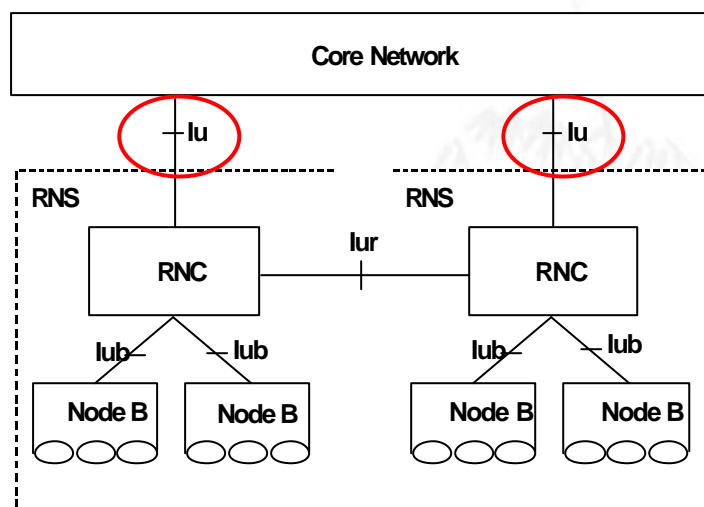 Core Network
Iu
Iu
RNS
RNS
Iur
RNC
RNC
Iub
Iub
Iub
Iub
Node B
Node B
Node B
Node B